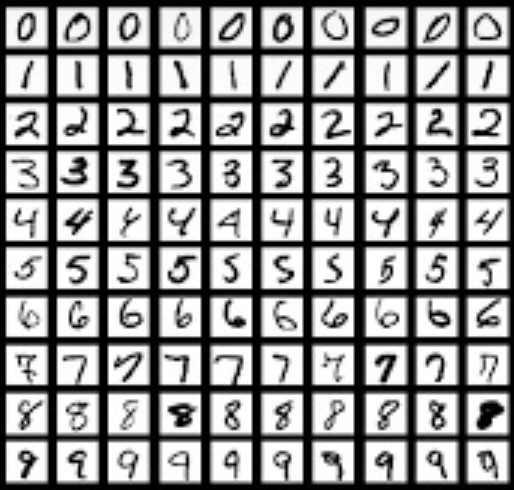 0 0 0 0 0 0 0 0 0 0
1 1 1 1 1 1 1 1 1 1
2 2 2 2 2 2 2 2 2 2
3 3 3 3 3 3 3 3 3 3
4 4 4 4 4 4 4 4 4 4
5 5 5 5 5 5 5 5 5 5
6 6 6 6 6 6 6 6 6 6
7 7 7 7 7 7 7 7 7 7
8 8 8 8 8 8 8 8 8 8
9 9 9 9 9 9 9 9 9 9